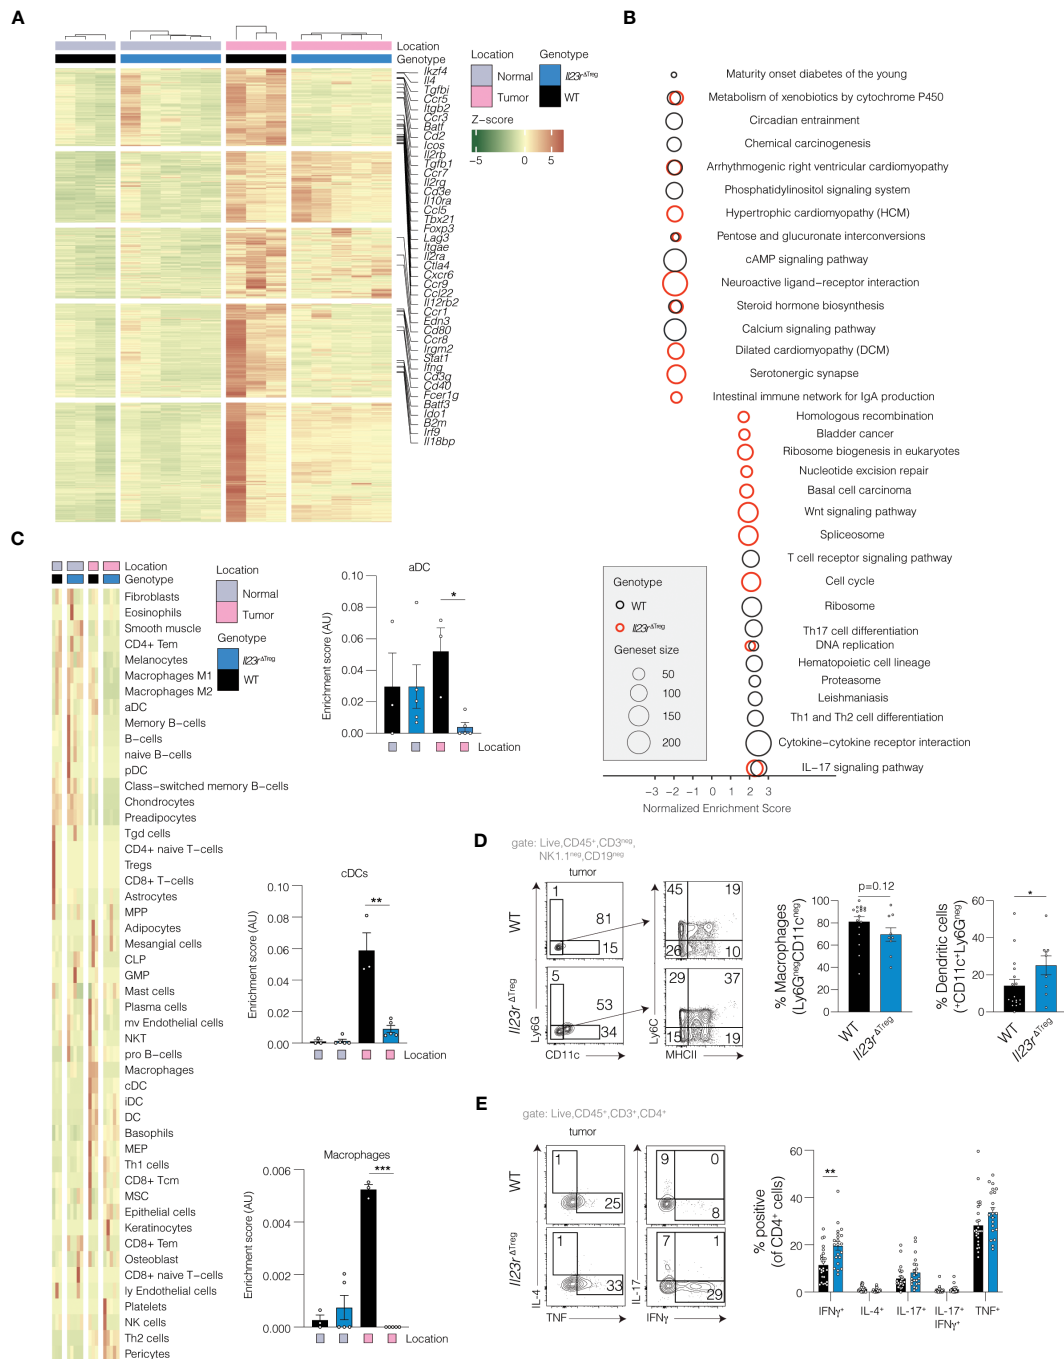 A
Location
Genotype
Ikzf4
Il4
Tgfbi
Ccr5
Itgb2
Ccr3
Batf
Cd2
Icos
Il2rb
Tgfb1
Ccr7
Il2rg
Cd3e
Il10ra
Ccl5
Tbx21
Foxp3
Lag3
Itgae
Il2ra
Ctla4
Cxcr6
Ccr9
Ccl22
Il12rb2
Ccr1
Edn3
Cd80
Ccr8
Irgm2
Stat1
Ifng
Cd3g
Cd40
Fcer1g
Batf3
Ido1
B2m
Irf9
Il18bp
Location
Normal
Tumor
Genotype
Il23r ΔTreg
WT
Z−score
−5 0 5
B
Maturity onset diabetes of the young
Metabolism of xenobiotics by cytochrome P450
Circadian entrainment
Chemical carcinogenesis
Arrhythmogenic right ventricular cardiomyopathy
Phosphatidylinositol signaling system
Hypertrophic cardiomyopathy (HCM)
Pentose and glucuronate interconversions
cAMP signaling pathway
Neuroactive ligand−receptor interaction
Steroid hormone biosynthesis
Calcium signaling pathway
Dilated cardiomyopathy (DCM)
Serotonergic synapse
Intestinal immune network for IgA production
Homologous recombination
Bladder cancer
Ribosome biogenesis in eukaryotes
Nucleotide excision repair
Basal cell carcinoma
Wnt signaling pathway
Spliceosome
T cell receptor signaling pathway
Cell cycle
Ribosome
Th17 cell differentiation
DNA replication
Hematopoietic cell lineage
Proteasome
Leishmaniasis
Th1 and Th2 cell differentiation
Cytokine−cytokine receptor interaction
IL−17 signaling pathway
Genotype
WT
Il23r ΔTreg
Geneset size
50
100
150
200
−3 −2 −1 0 1 2 3
Normalized Enrichment Score
C
Location
Genotype
Fibroblasts
Eosinophils
Smooth muscle
CD4+ Tem
Melanocytes
Macrophages M1
Macrophages M2
aDC
Memory B−cells
B−cells
naive B−cells
pDC
Class−switched memory B−cells
Chondrocytes
Preadipocytes
Tgd cells
CD4+ naive T−cells
Tregs
CD8+ T−cells
Astrocytes
MPP
Adipocytes
Mesangial cells
CLP
GMP
Mast cells
Plasma cells
mv Endothelial cells
NKT
pro B−cells
Macrophages
cDC
iDC
DC
Basophils
MEP
Th1 cells
CD8+ Tcm
MSC
Epithelial cells
Keratinocytes
CD8+ Tem
Osteoblast
CD8+ naive T−cells
ly Endothelial cells
Platelets
NK cells
Th2 cells
Pericytes
Location
Normal
Tumor
Genotype
Il23r ΔTreg
WT
aDC
Enrichment score (AU)
0.10
0.08
0.06
0.04
0.02
0.00
*
Location
cDCs
Enrichment score (AU)
0.10
0.08
0.06
0.04
0.02
0.00
**
Location
Macrophages
Enrichment score (AU)
0.006
0.004
0.002
0.000
***
Location
D
gate: Live,CD45+,CD3neg,
NK1.1neg,CD19neg
tumor
WT
1
81
15
45 19
26 10
Il23r ΔTreg
5
53
34
29 37
15 19
Ly6G
CD11c
Ly6C
MHCII
% Macrophages
(Ly6GnegCD11cneg)
100
80
60
40
20
0
p=0.12
WT
Il23r ΔTreg
% Dendritic cells
(+CD11c+Ly6Gneg)
60
40
20
0
*
WT
Il23r ΔTreg
E
gate: Live,CD45+,CD3+,CD4+
tumor
WT
1
25
9 0
8
Il23r ΔTreg
1
33
7 1
29
IL-4
TNF
IL-17
IFNγ
% positive
(of CD4+ cells)
60
40
20
0
**
IFNγ+ IL-4+ IL-17+ IL-17+ TNF+
IFNγ+